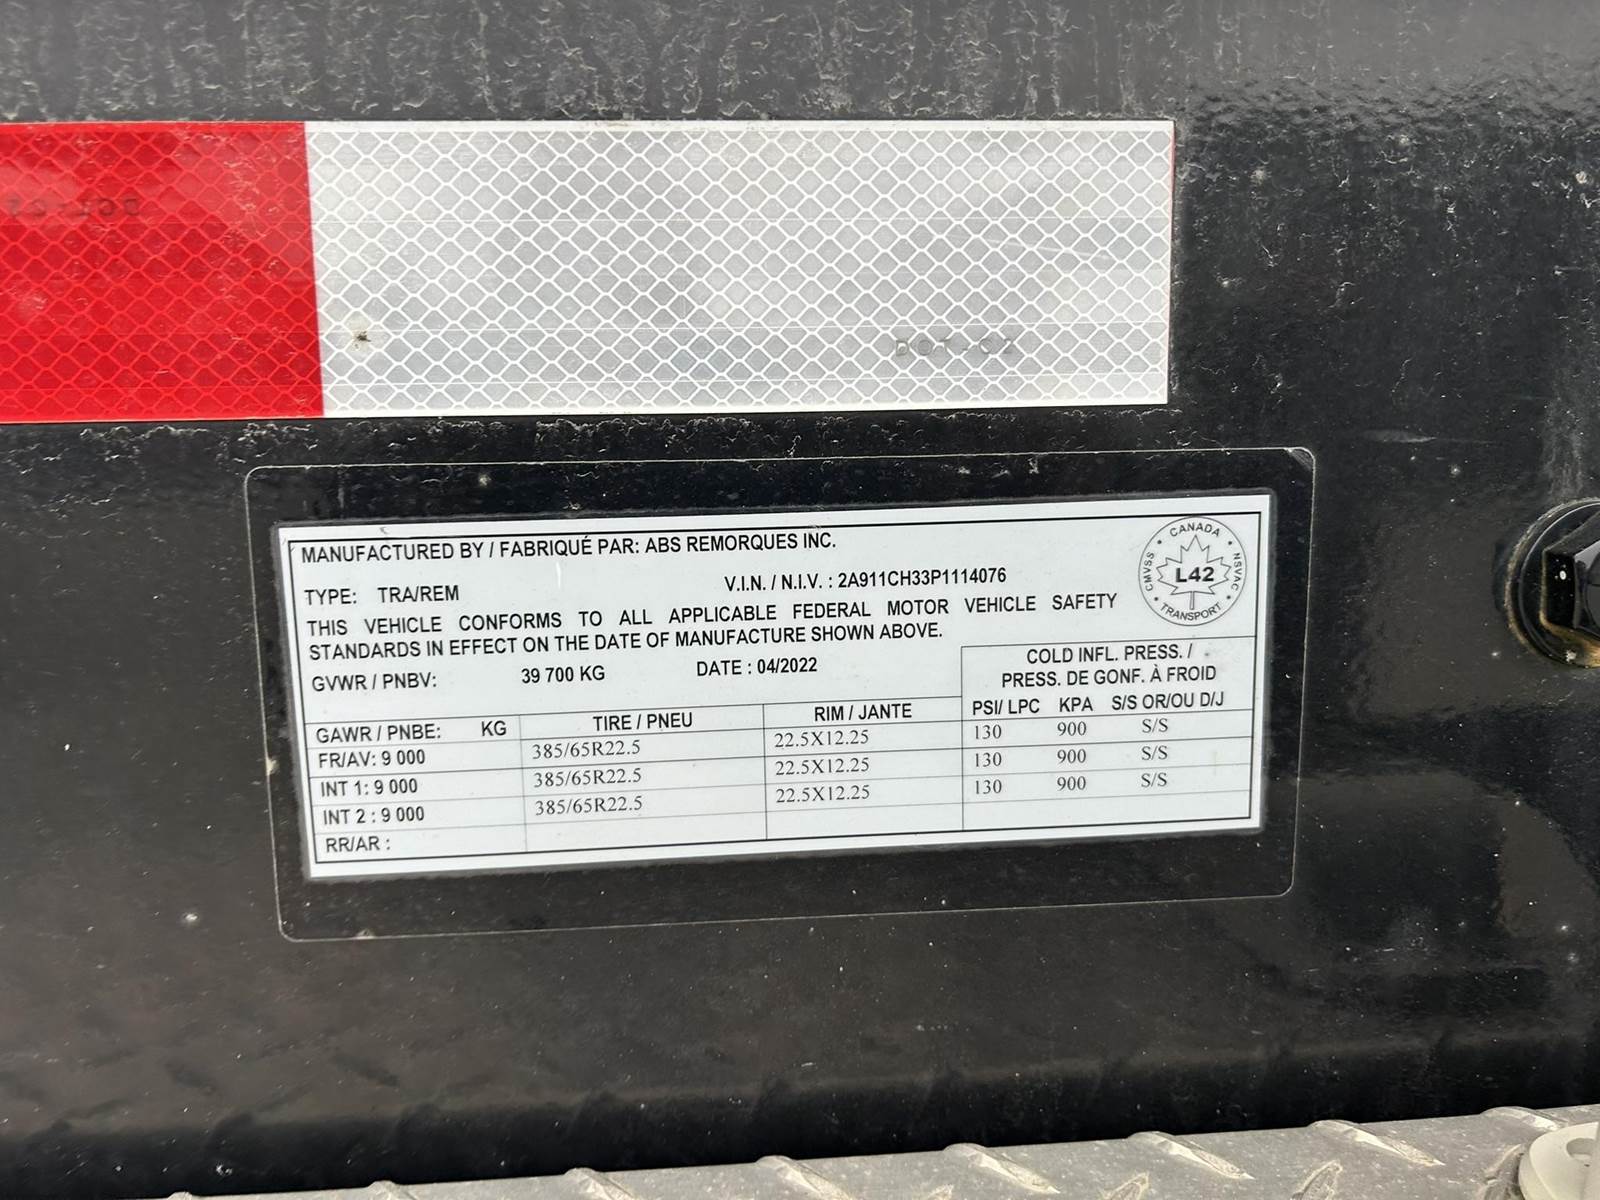 DOT-C2
DOT-C2
MANUFACTURED BY / FABRIQUÉ PAR: ABS REMORQUES INC.
TYPE: TRA/REM V.I.N. / N.I.V. : 2A911CH33P1114076
THIS VEHICLE CONFORMS TO ALL APPLICABLE FEDERAL MOTOR VEHICLE SAFETY
STANDARDS IN EFFECT ON THE DATE OF MANUFACTURE SHOWN ABOVE.
GVWR / PNBV: 39 700 KG DATE : 04/2022
CANADA
CMVSS L42 NSVAC
TRANSPORT
COLD INFL. PRESS. /
PRESS. DE GONF. À FROID
GAWR / PNBE: KG TIRE / PNEU RIM / JANTE PSI/ LPC KPA S/S OR/OU D/J
FR/AV: 9 000 385/65R22.5 22.5X12.25 130 900 S/S
INT 1: 9 000 385/65R22.5 22.5X12.25 130 900 S/S
INT 2 : 9 000 385/65R22.5 22.5X12.25 130 900 S/S
RR/AR :